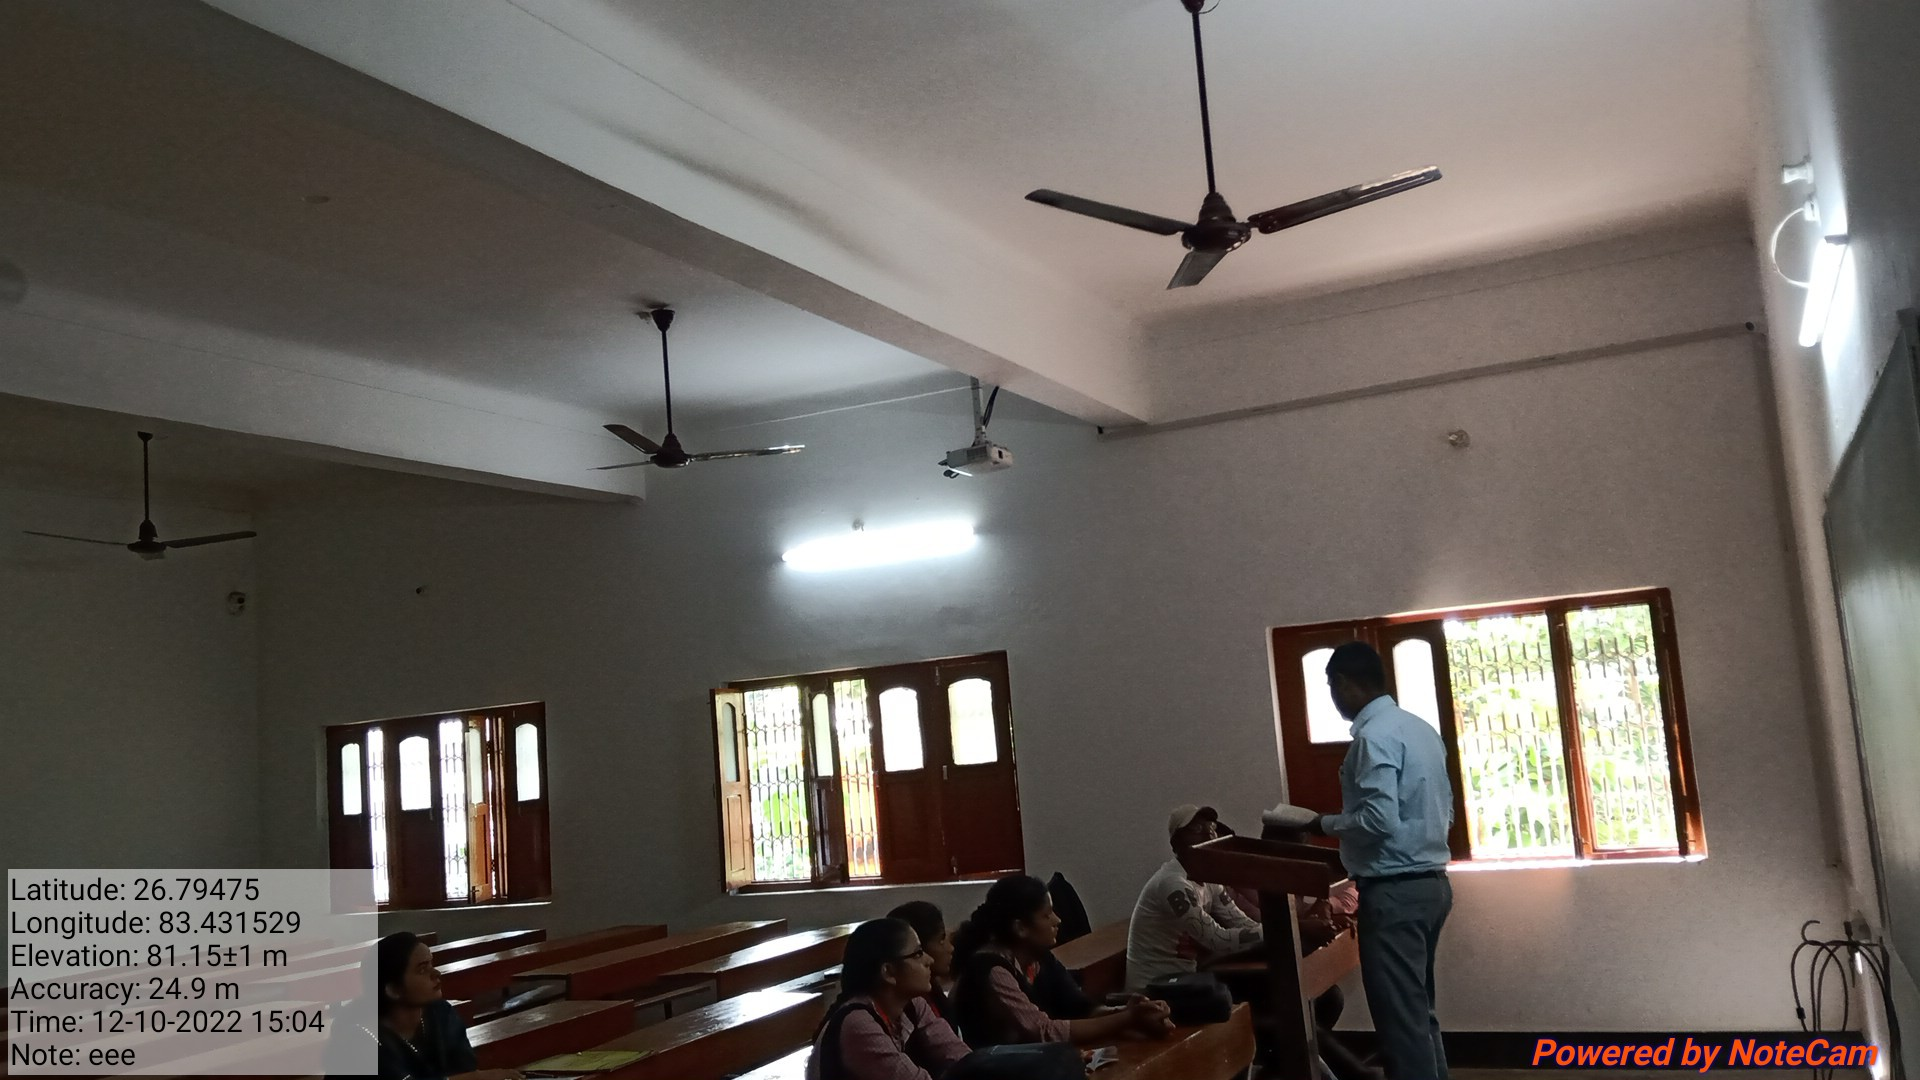 Latitude: 26.79475
Longitude: 83.431529
Elevation: 81.15±1 m
Accuracy: 24.9 m
Time: 12-10-2022 15:04
Note: eee
Powered by NoteCam